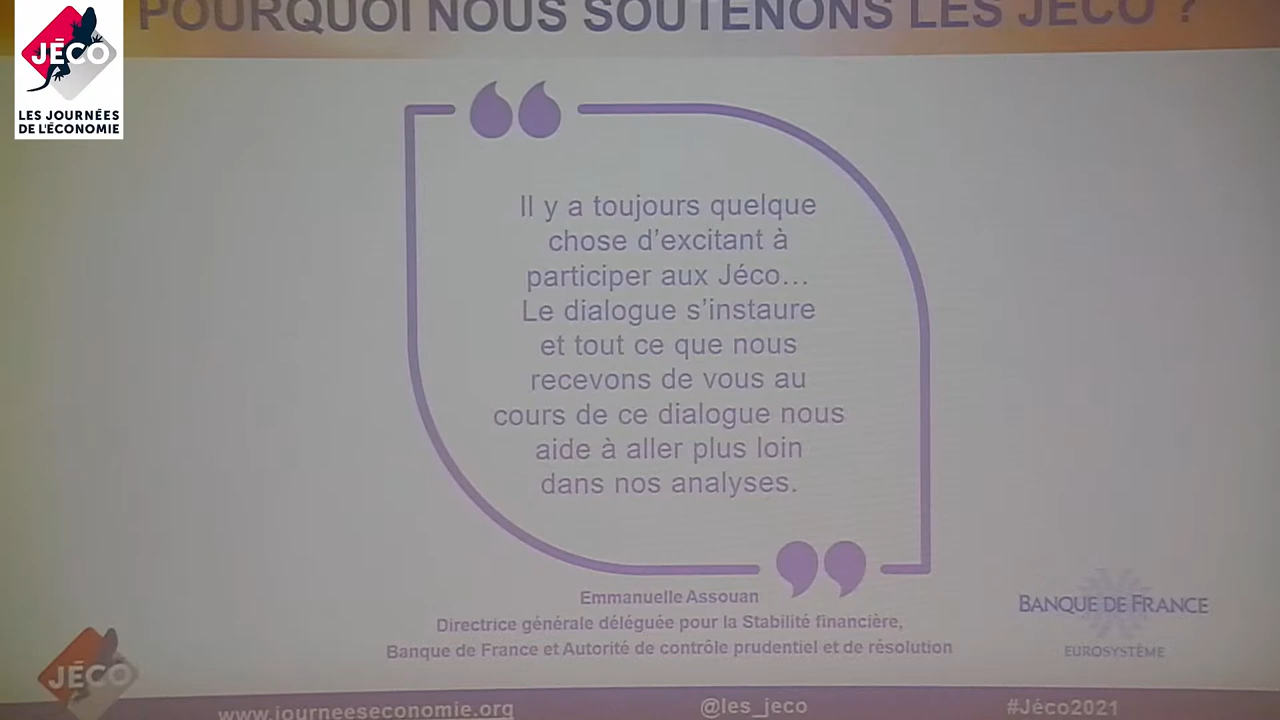 POURQUOI NOUS SOUTENONS LES JÉCO ?
JÉCO
LES JOURNÉES
DE L'ÉCONOMIE
Il y a toujours quelque
chose d’excitant à
participer aux Jéco…
Le dialogue s’instaure
et tout ce que nous
recevons de vous au
cours de ce dialogue nous
aide à aller plus loin
dans nos analyses.
Emmanuelle Assouan
Directrice générale déléguée pour la Stabilité financière,
Banque de France et Autorité de contrôle prudentiel et de résolution
BANQUE DE FRANCE
EUROSYSTÈME
JÉCO
www.journeeseconomie.org
@les_jeco
#Jéco2021